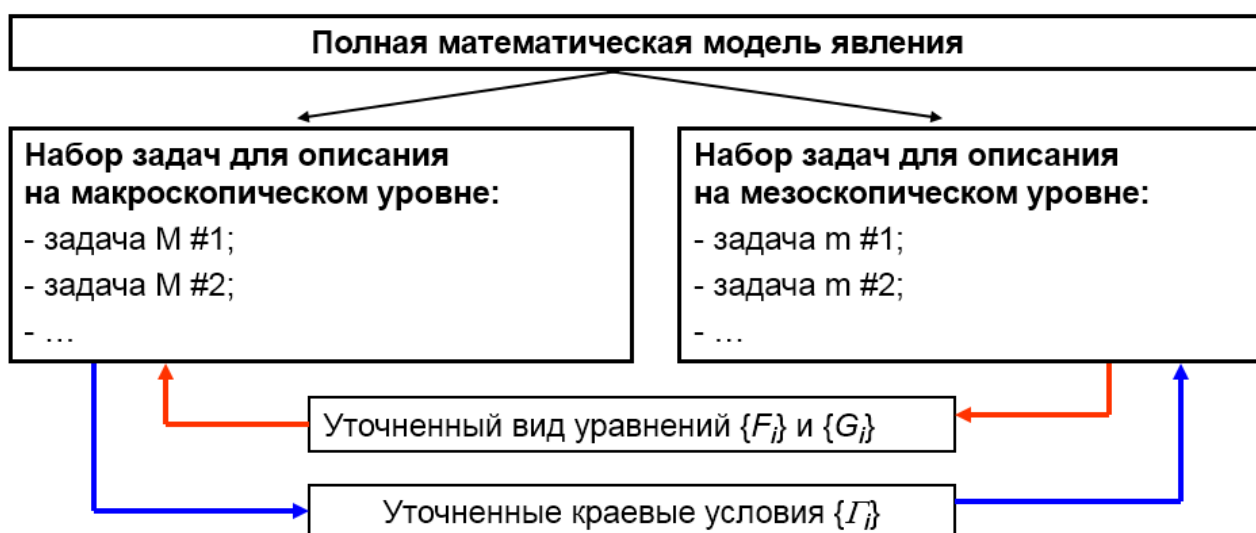 Полная математическая модель явления
Набор задач для описания
на макроскопическом уровне:
- задача М #1;
- задача М #2;
- …
Набор задач для описания
на мезоскопическом уровне:
- задача m #1;
- задача m #2;
- …
Уточненный вид уравнений {Fi} и {Gi}
Уточненные краевые условия {Γi}